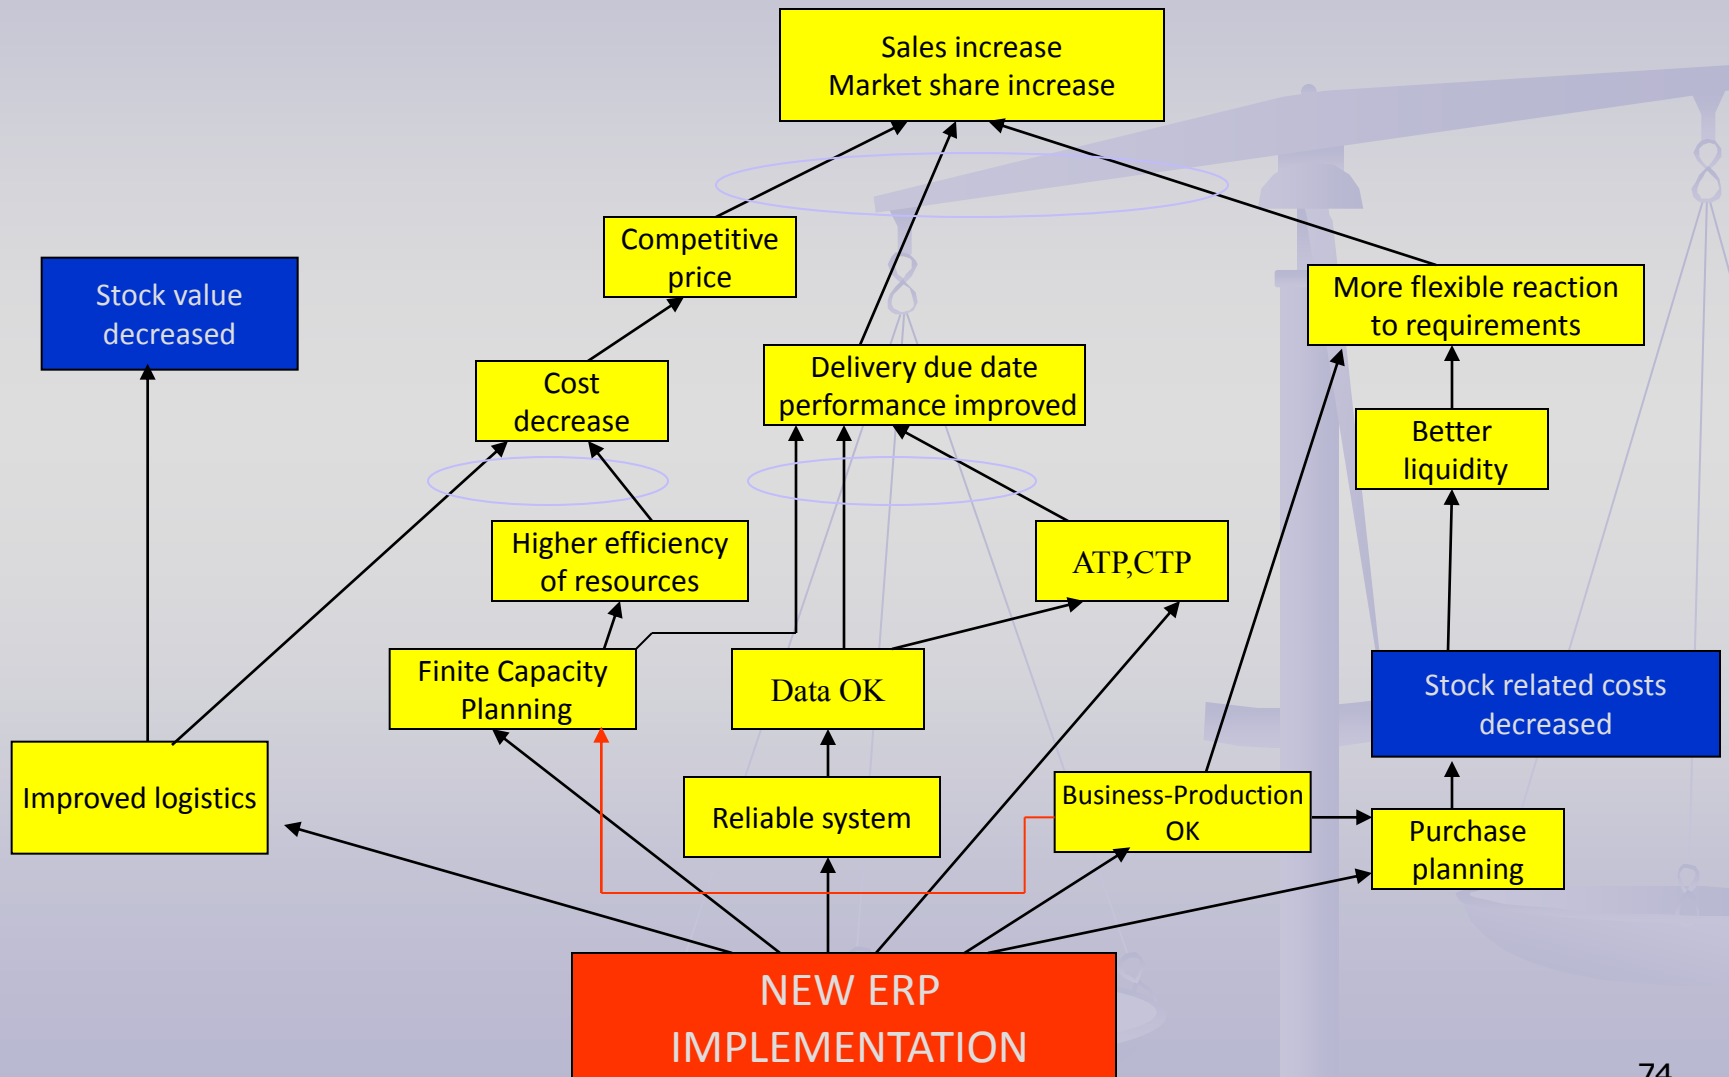 Sales increase
Market share increase
Competitive
price
Stock value
decreased
More flexible reaction
to requirements
Cost
decrease
Delivery due date
performance improved
Better
liquidity
Higher efficiency
of resources
ATP,CTP
Finite Capacity
Planning
Data OK
Stock related costs
decreased
Improved logistics
Reliable system
Business-Production
OK
Purchase
planning
NEW ERP
IMPLEMENTATION
74